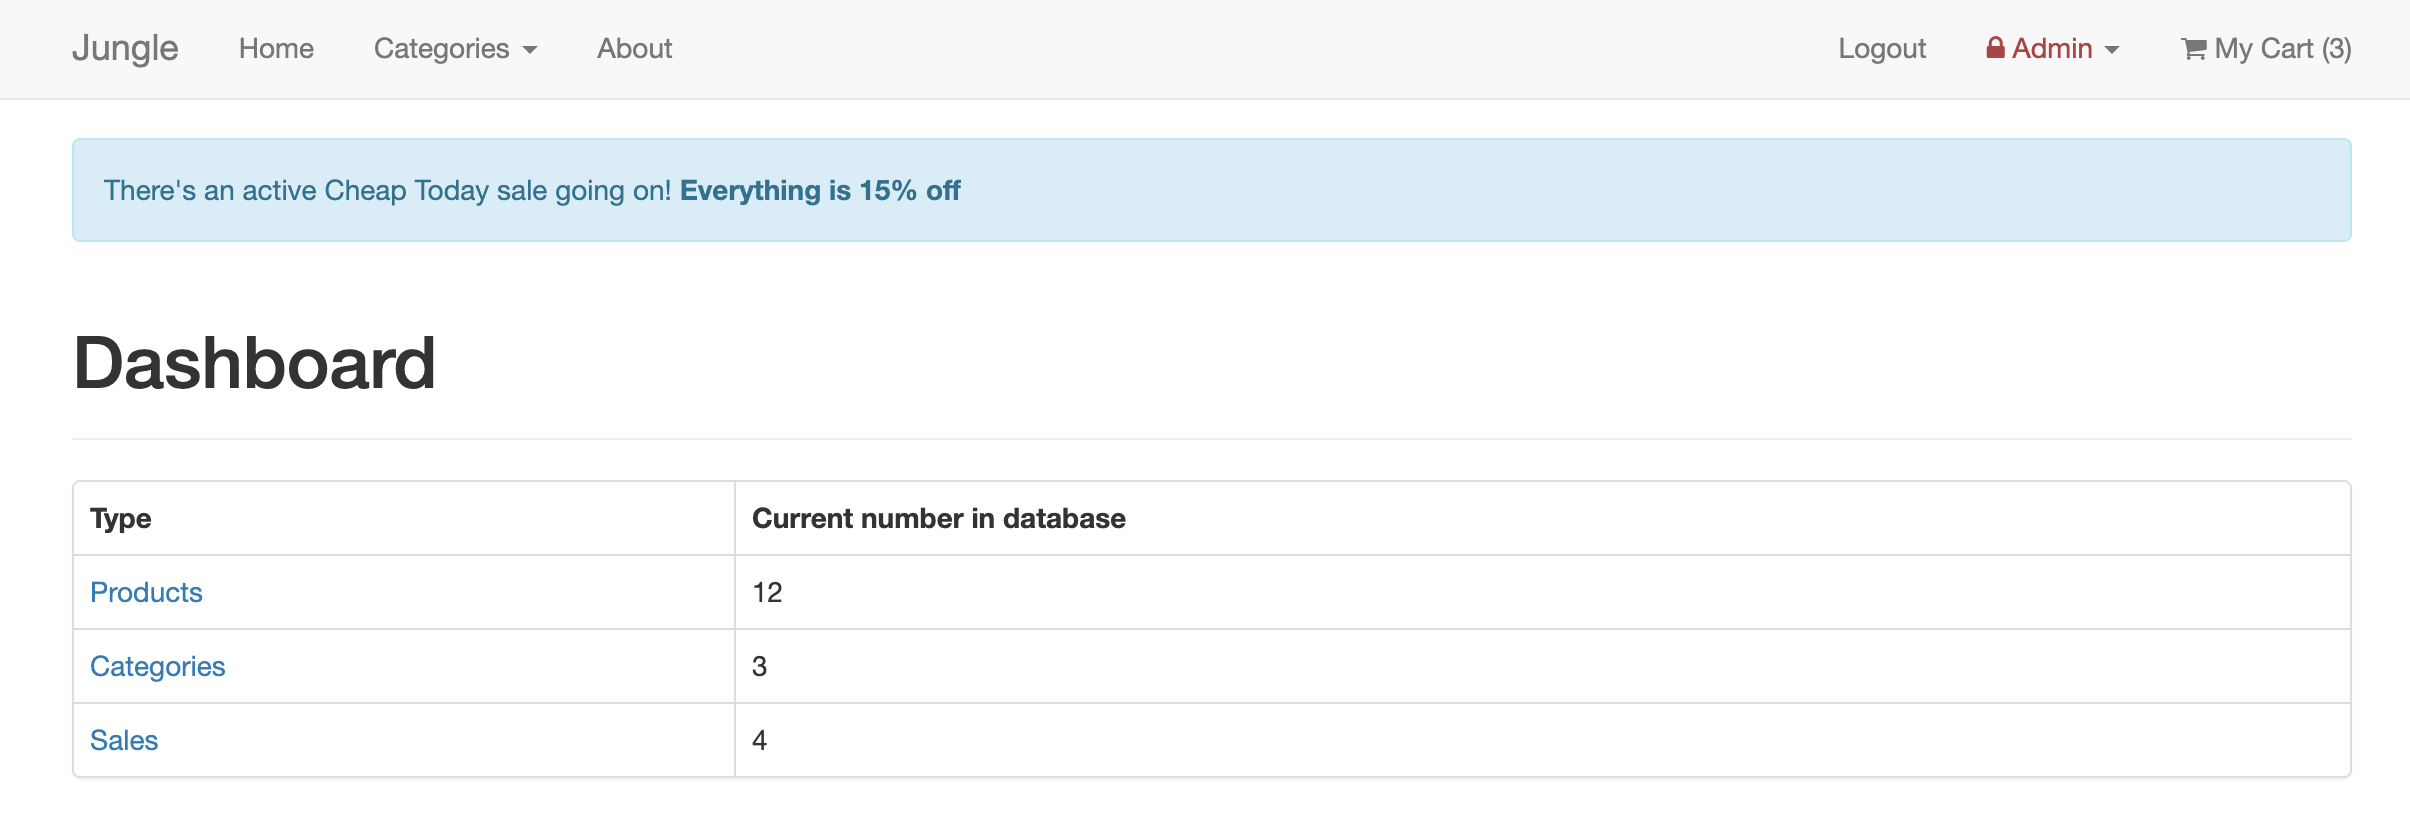 Jungle Home Categories About Logout Admin My Cart (3)
There's an active Cheap Today sale going on! Everything is 15% off
Dashboard
Type Current number in database
Products 12
Categories 3
Sales 4